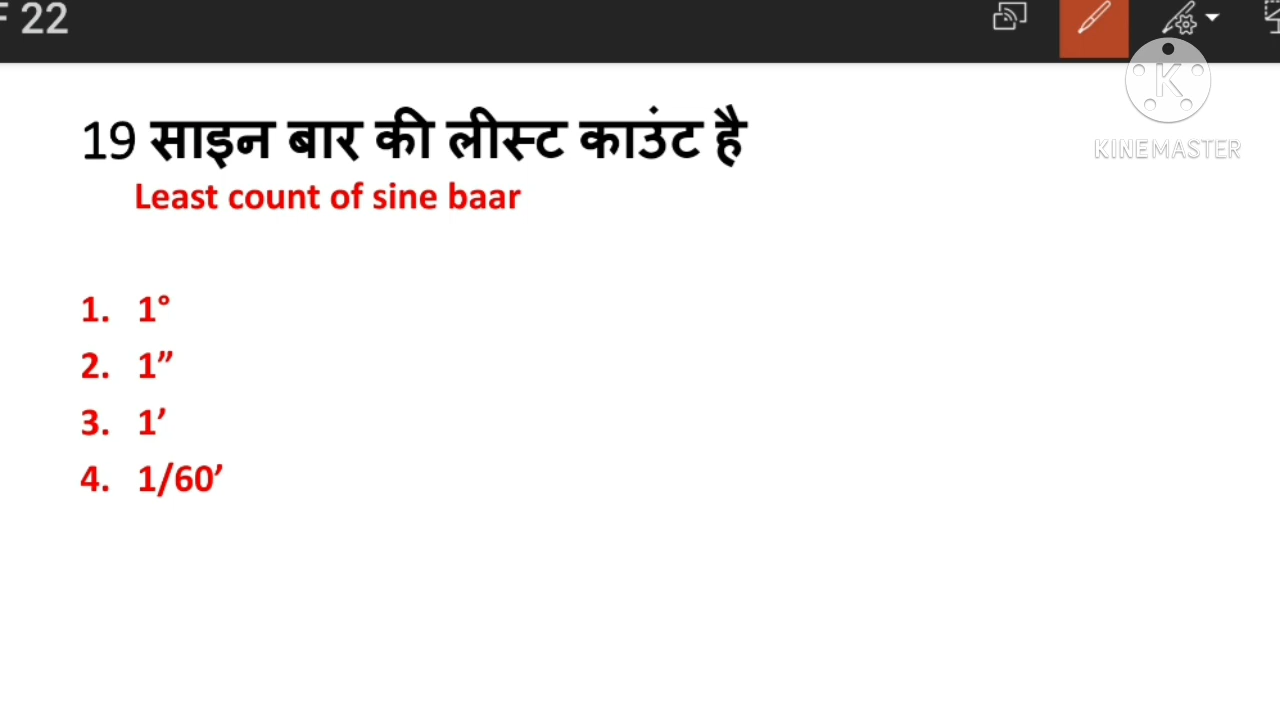 22
19 साइन बार की लीस्ट काउंट है
KINEMASTER
Least count of sine baar
1. 1°
2. 1”
3. 1’
4. 1/60’